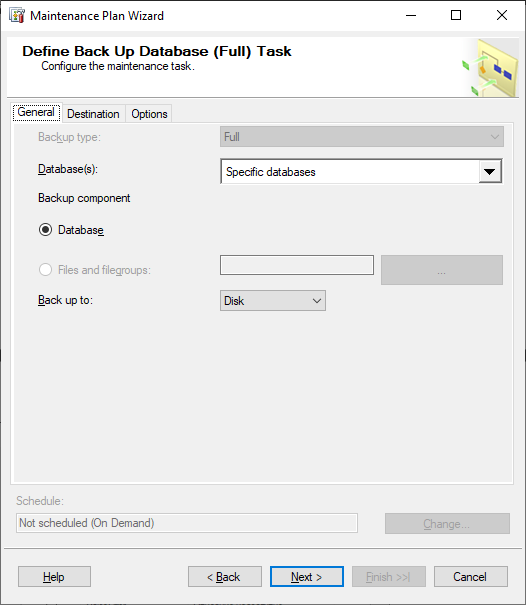 Maintenance Plan Wizard
Define Back Up Database (Full) Task
Configure the maintenance task.
General Destination Options
Backup type: Full
Database(s): Specific databases
Backup component
Database
Files and filegroups: ...
Back up to: Disk
Schedule:
Not scheduled (On Demand) Change...
Help < Back Next > Finish >>| Cancel